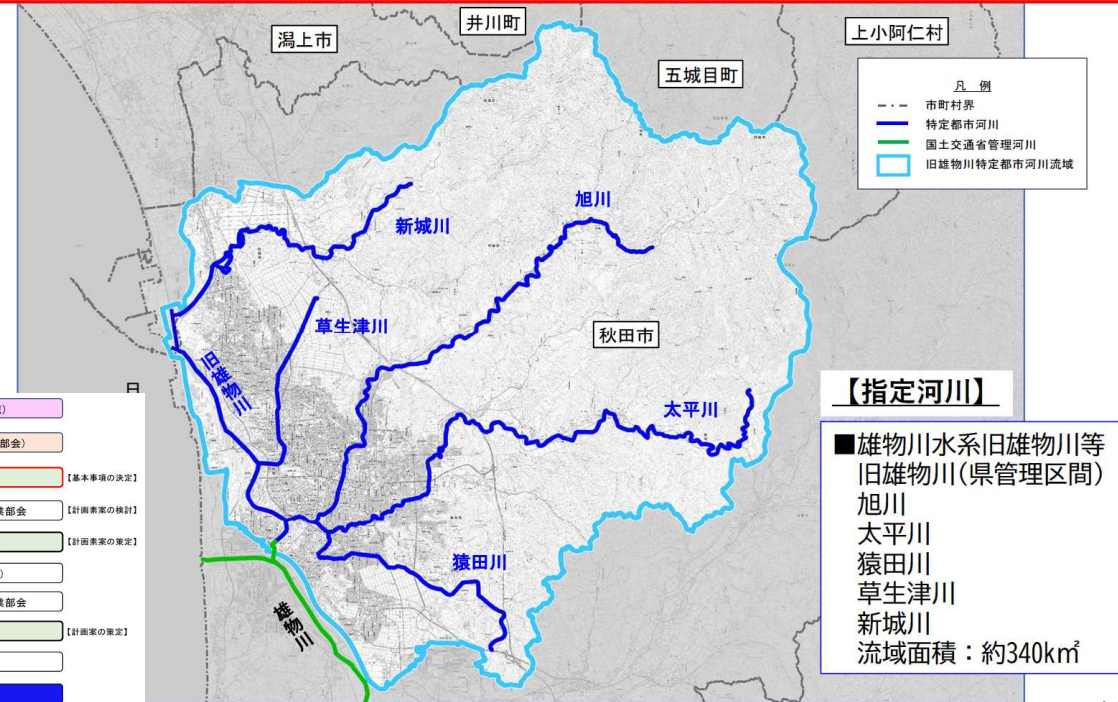 潟上市
井川町
上小阿仁村
五城目町
凡 例
市町村界
特定都市河川
国土交通省管理河川
旧雄物川特定都市河川流域
旭川
新城川
草生津川
旧雄物川
秋田市
太平川
猿田川
雄物川
【指定河川】
■雄物川水系旧雄物川等
旧雄物川(県管理区間)
旭川
太平川
猿田川
草生津川
新城川
流域面積:約340k㎡
部会)
【基本事項の決定】
部会
【計画素案の検討】
【計画素案の策定】
)
部会
【計画案の策定】